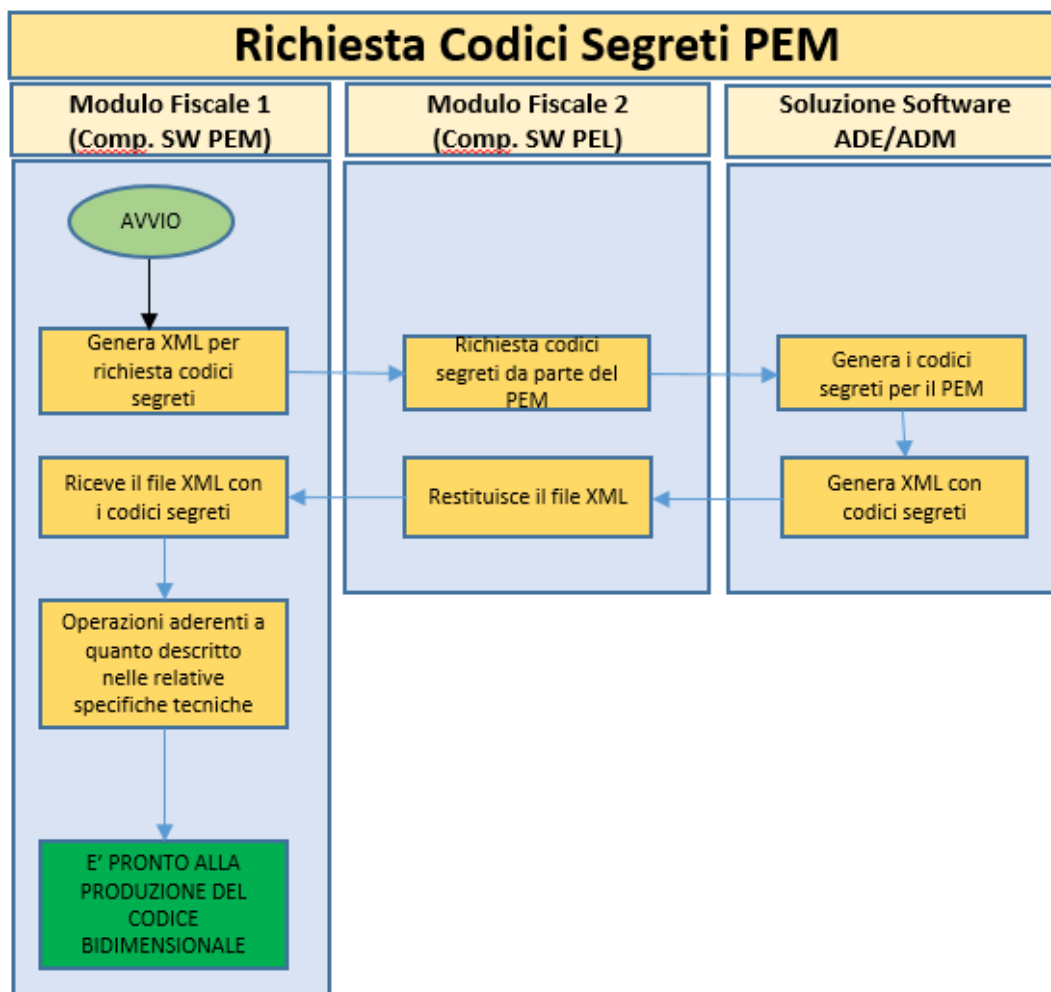 Richiesta Codici Segreti PEM
Modulo Fiscale 1
(Comp. SW PEM)
Modulo Fiscale 2
(Comp. SW PEL)
Soluzione Software
ADE/ADM
AVVIO
Genera XML per
richiesta codici
segreti
Richiesta codici
segreti da parte del
PEM
Genera i codici
segreti per il PEM
Riceve il file XML con
i codici segreti
Restituisce il file XML
Genera XML con
codici segreti
Operazioni aderenti a
quanto descritto
nelle relative
specifiche tecniche
E' PRONTO ALLA
PRODUZIONE DEL
CODICE
BIDIMENSIONALE